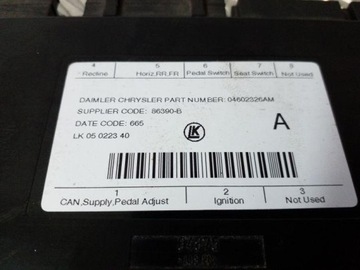 4 5 6 7 8
Recline Horiz,RR,FR Pedal Switch Seat Switch Not Used
DAIMLER CHRYSLER PART NUMBER: 04602326AM
SUPPLIER CODE: 86390-B
DATE CODE: 665
LK 05 0223.40
LK
A
1 2 3
CAN,Supply,Pedal Adjust Ignition Not Used